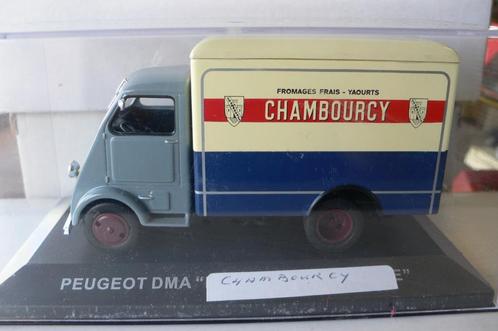 FROMAGES FRAIS - YAOURTS
CHAMBOURCY
PEUGEOT DMA "
CHAMBOURCY
E"